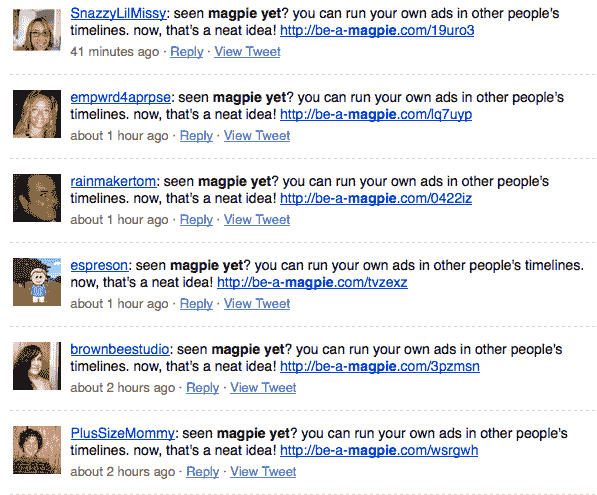 SnazzyLilMissy: seen magpie yet? you can run your own ads in other people's
timelines. now, that's a neat idea! http://be-a-magpie.com/19uro3
41 minutes ago · Reply · View Tweet
empwrd4aprpse: seen magpie yet? you can run your own ads in other people's
timelines. now, that's a neat idea! http://be-a-magpie.com/lq7uyp
about 1 hour ago · Reply · View Tweet
rainmakertom: seen magpie yet? you can run your own ads in other people's
timelines. now, that's a neat idea! http://be-a-magpie.com/0422iz
about 1 hour ago · Reply · View Tweet
espreson: seen magpie yet? you can run your own ads in other people's timelines.
now, that's a neat idea! http://be-a-magpie.com/tvzexz
about 1 hour ago · Reply · View Tweet
brownbeestudio: seen magpie yet? you can run your own ads in other people's
timelines. now, that's a neat idea! http://be-a-magpie.com/3pzmsn
about 2 hours ago · Reply · View Tweet
PlusSizeMommy: seen magpie yet? you can run your own ads in other people's
timelines. now, that's a neat idea! http://be-a-magpie.com/wsrgwh
about 2 hours ago · Reply · View Tweet